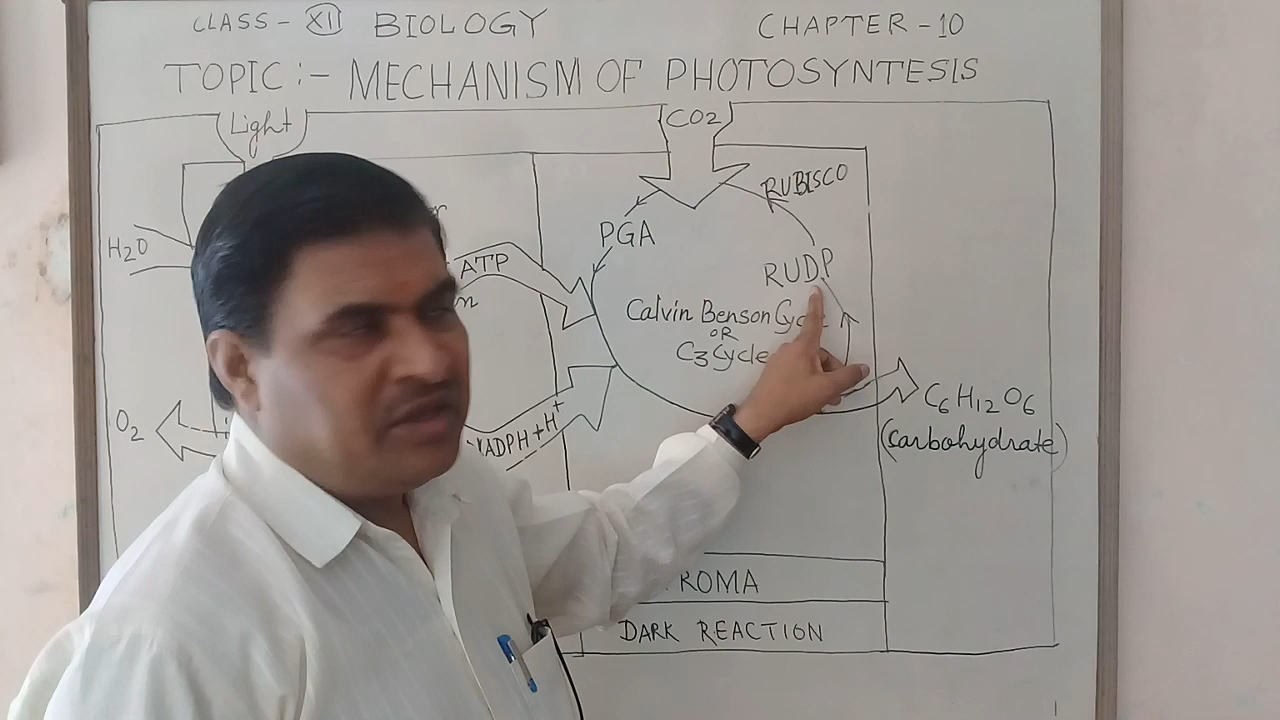 CLASS - XII BIOLOGY CHAPTER - 10
TOPIC :- MECHANISM OF PHOTOSYNTESIS
Light
CO2
RUBISCO
PGA
H2O
ATP
RUDP
Calvin Benson
OR
C3 Cycle
C6H12O6
O2
NADPH + H+
(Carbohydrate)
ROMA
DARK REACTION